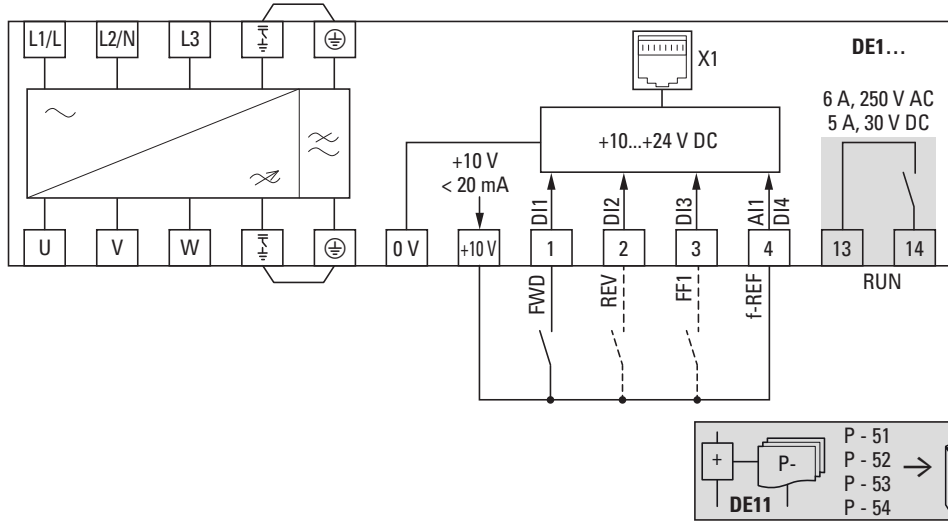 L1/L L2/N L3
X1
DE1...
6 A, 250 V AC
5 A, 30 V DC
+10...+24 V DC
+10 V
< 20 mA
DI1
DI2
DI3
AI1
DI4
U V W 0 V +10 V 1 2 3 4 13 14
RUN
FWD
REV
FF1
f-REF
+
P-
DE11
P - 51
P - 52
P - 53
P - 54